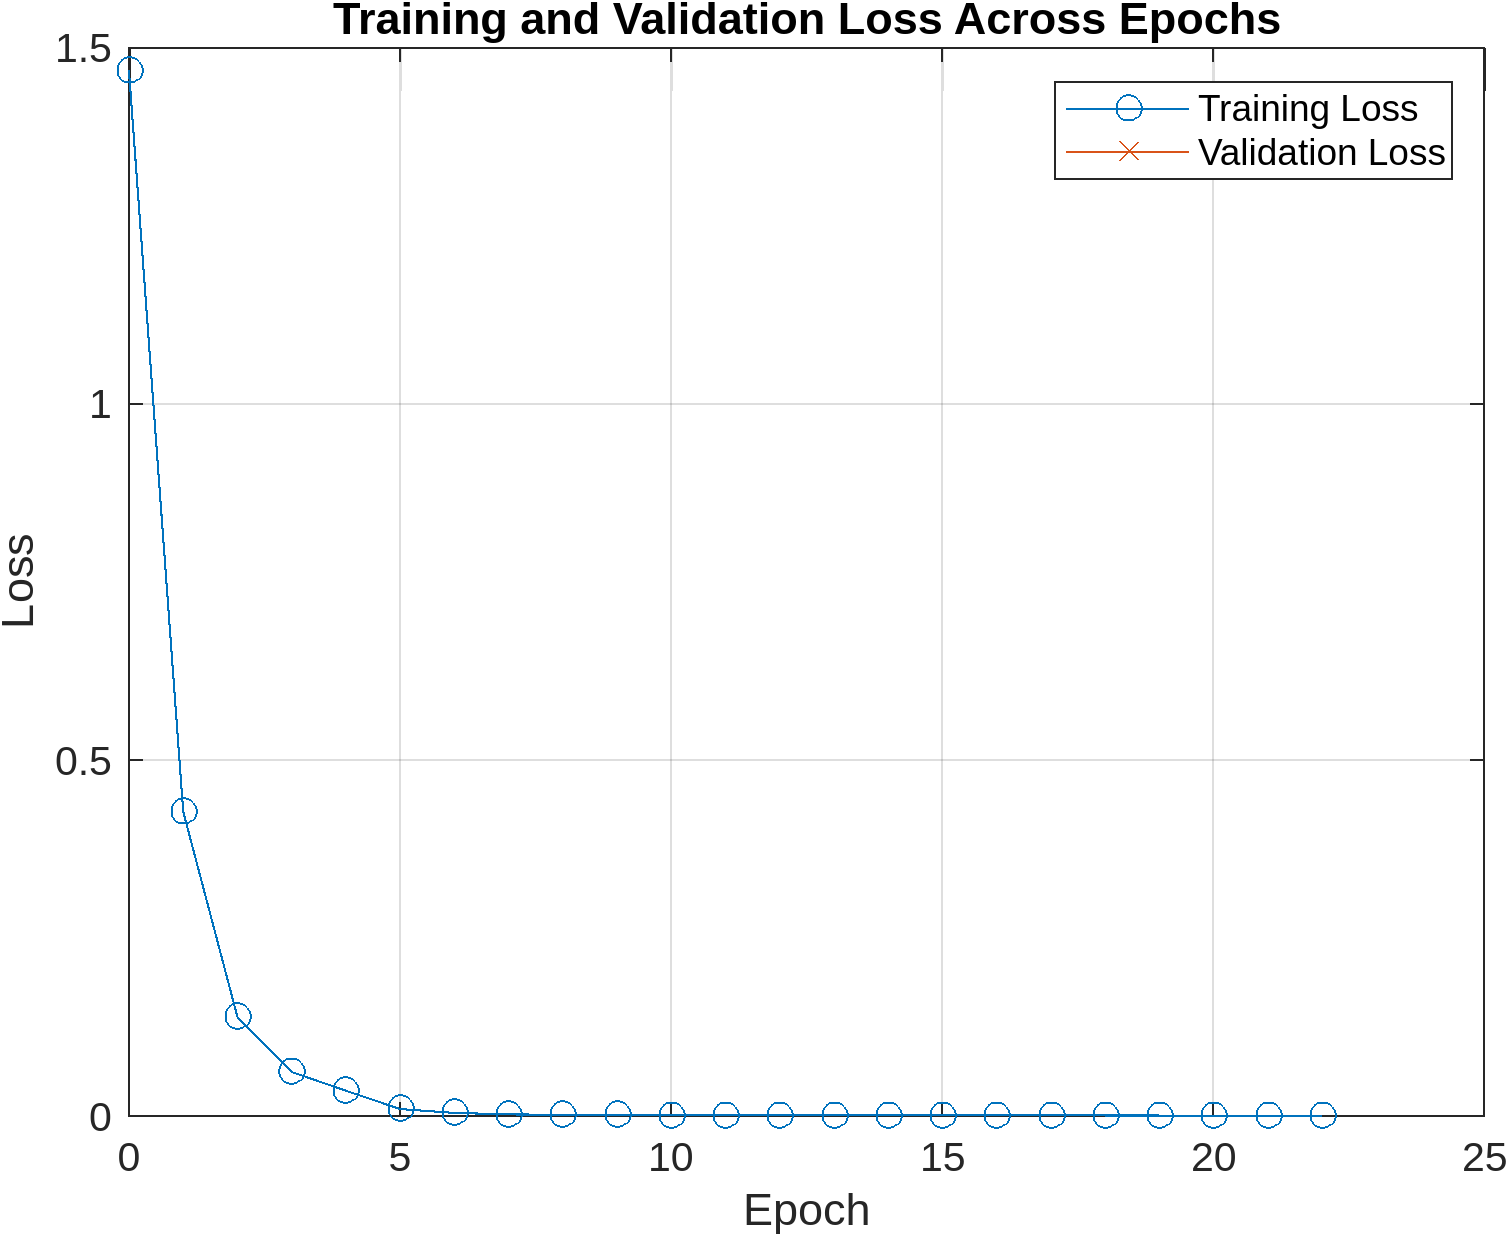 Training and Validation Loss Across Epochs
1.5
1
0.5
0
Loss
Training Loss
Validation Loss
0 5 10 15 20 25
Epoch